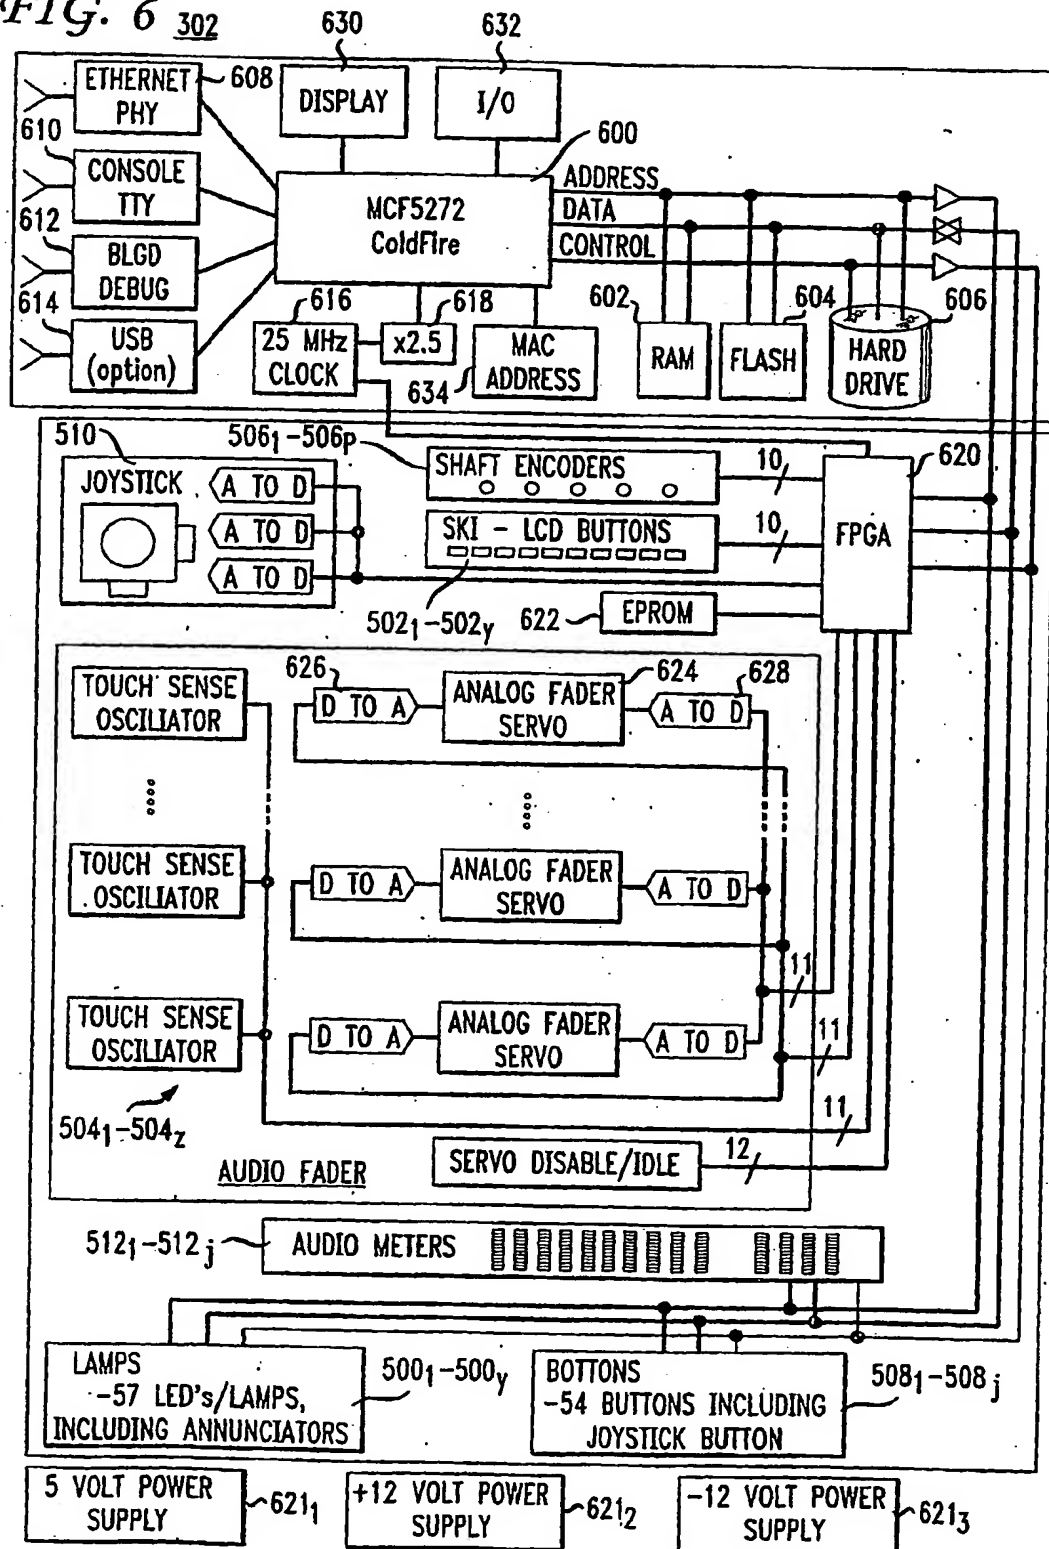 FIG. 6 302
630
632
ETHERNET
PHY
608
DISPLAY
I/O
610
600
CONSOLE
TTY
MCF5272
ColdFire
ADDRESS
DATA
CONTROL
612
BLGD
DEBUG
616
618
602
604
606
614
USB
(option)
25 MHz
CLOCK
x2.5
MAC
ADDRESS
634
RAM
FLASH
HARD
DRIVE
510
506₁-506p
620
JOYSTICK
A TO D
A TO D
A TO D
SHAFT ENCODERS
10
SKI - LCD BUTTONS
10
FPGA
502₁-502y
622
EPROM
626
624
628
TOUCH SENSE
OSCILIATOR
D TO A
ANALOG FADER
SERVO
A TO D
TOUCH SENSE
OSCILIATOR
D TO A
ANALOG FADER
SERVO
A TO D
11
TOUCH SENSE
OSCILIATOR
D TO A
ANALOG FADER
SERVO
A TO D
11
504₁-504z
11
AUDIO FADER
SERVO DISABLE/IDLE
12
512₁-512j
AUDIO METERS
LAMPS
-57 LED's/LAMPS,
INCLUDING ANNUNCIATORS
500₁-500y
BOTTONS
-54 BUTTONS INCLUDING
JOYSTICK BUTTON
508₁-508j
5 VOLT POWER
SUPPLY
621₁
+12 VOLT POWER
SUPPLY
621₂
-12 VOLT POWER
SUPPLY
621₃